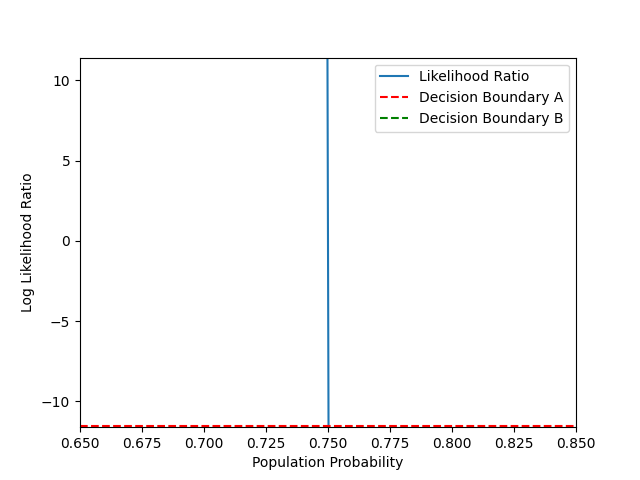 Likelihood Ratio
Decision Boundary A
Decision Boundary B
10
5
0
−5
−10
Log Likelihood Ratio
0.650 0.675 0.700 0.725 0.750 0.775 0.800 0.825 0.850
Population Probability